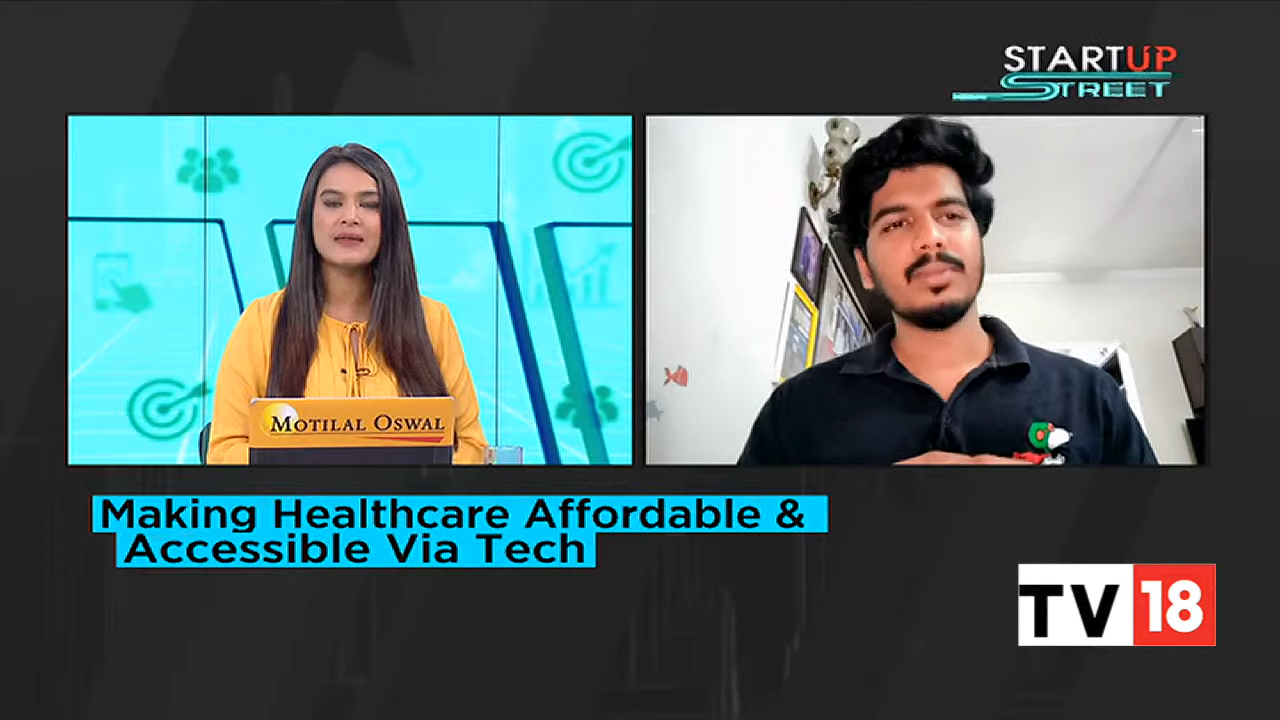 STARTUP
STREET
MOTILAL OSWAL
Making Healthcare Affordable &
Accessible Via Tech
TV18